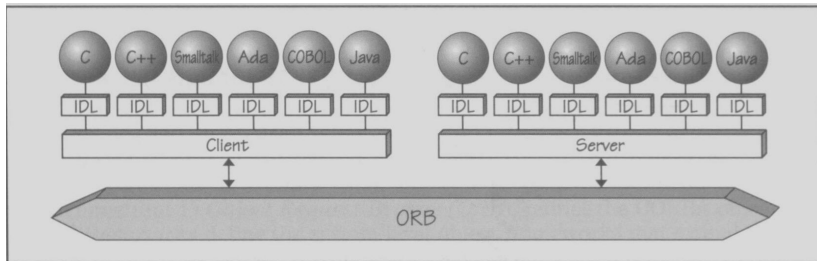 C C++ Smalltalk Ada COBOL Java C C++ Smalltalk Ada COBOL Java
IDL IDL IDL IDL IDL IDL IDL IDL IDL IDL IDL IDL
Client Server
ORB